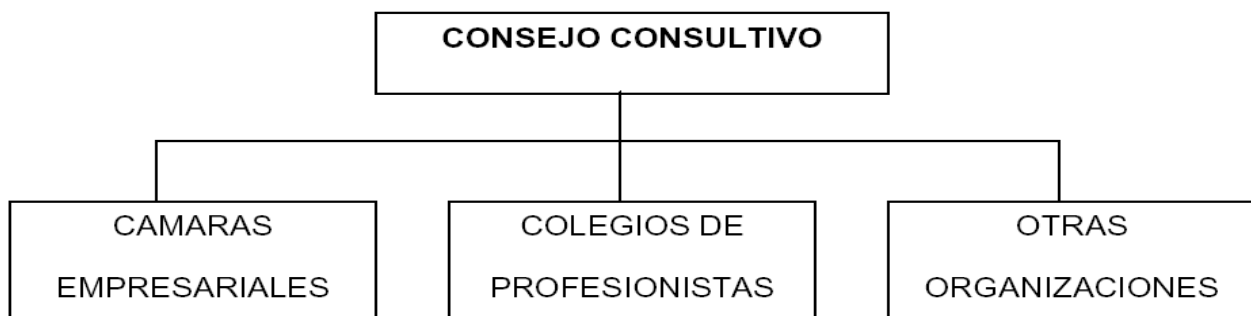 CONSEJO CONSULTIVO
CAMARAS
EMPRESARIALES
COLEGIOS DE
PROFESIONISTAS
OTRAS
ORGANIZACIONES